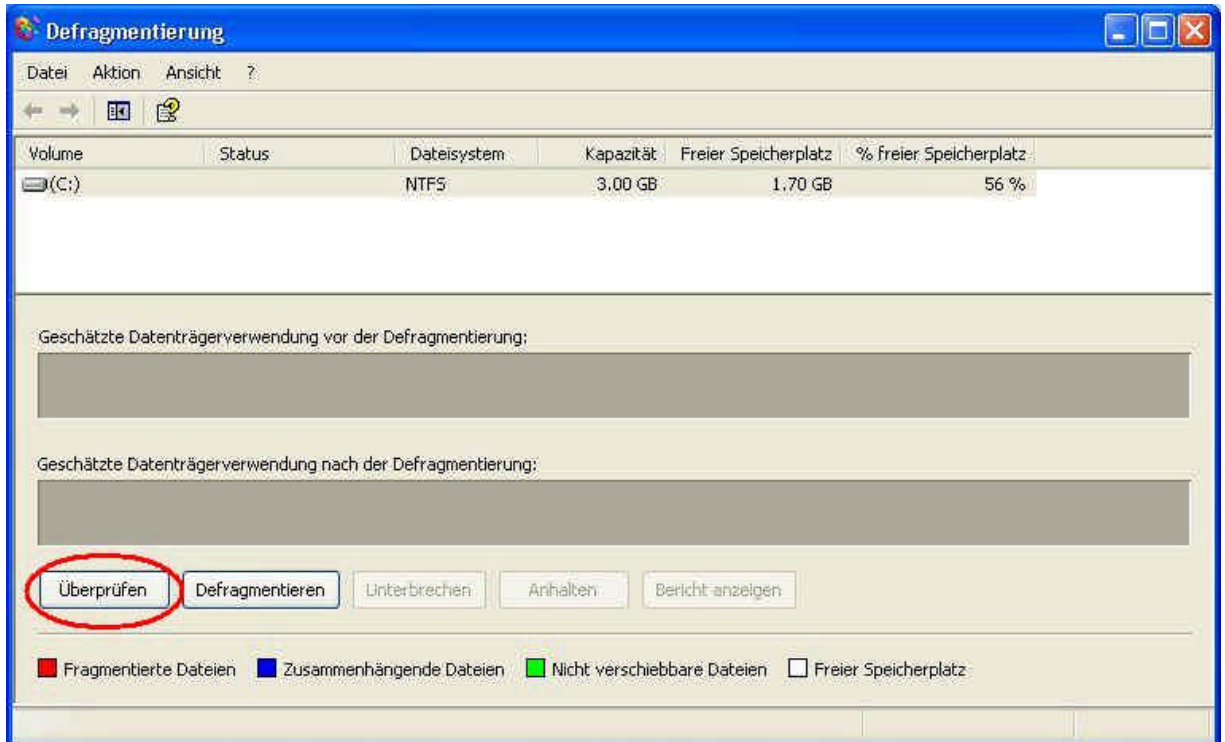 Defragmentierung
Datei Aktion Ansicht ?
Volume Status Dateisystem Kapazität Freier Speicherplatz % freier Speicherplatz
(C:) NTFS 3.00 GB 1.70 GB 56 %
Geschätzte Datenträgerverwendung vor der Defragmentierung:
Geschätzte Datenträgerverwendung nach der Defragmentierung:
Überprüfen Defragmentieren Unterbrechen Anhalten Bericht anzeigen
Fragmentierte Dateien Zusammenhängende Dateien Nicht verschiebbare Dateien Freier Speicherplatz